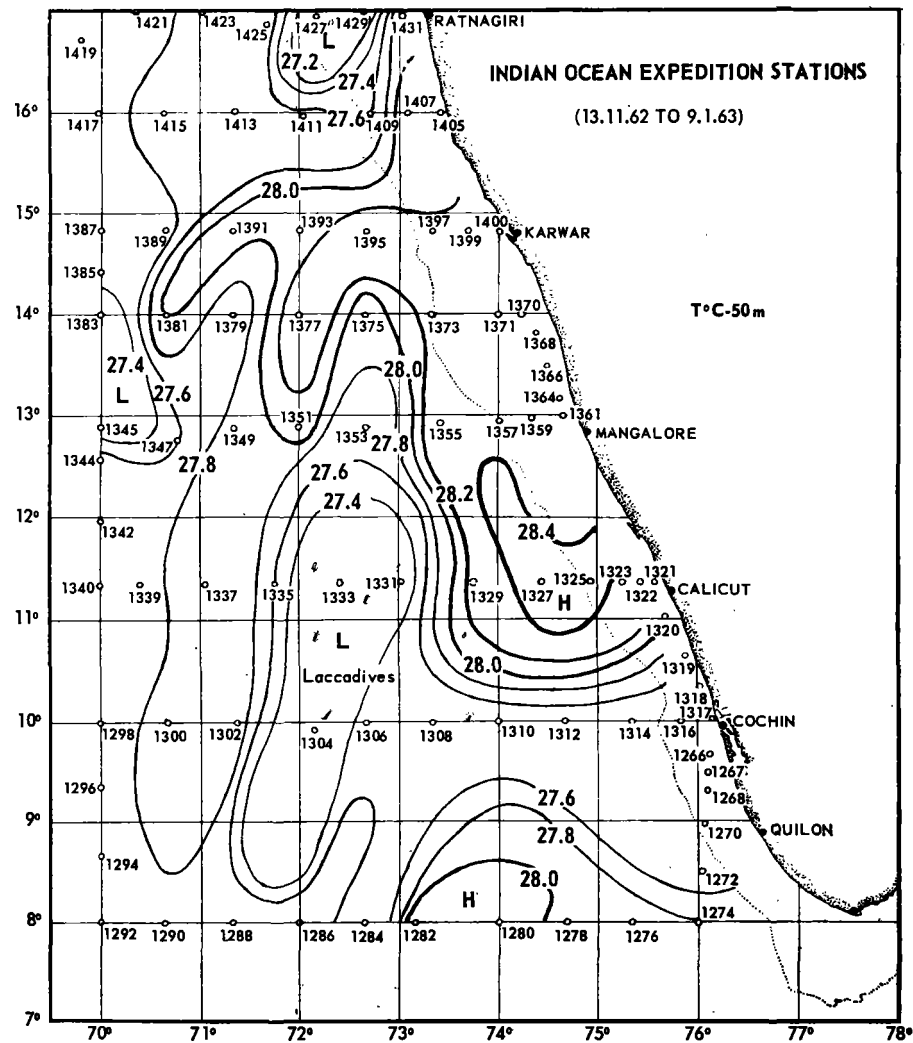 1421 1423 1425 1427 1429 1431 RATNAGIRI
1419 L
27.2 27.4
INDIAN OCEAN EXPEDITION STATIONS
(13.11.62 TO 9.1.63)
16°
1417 1415 1413 1411 27.6 1409 1407 1405
28.0
15°
1387 1389 1391 1393 1395 1397 1399 1400 KARWAR
1385
14°
1383 1381 1379 1377 1375 1373 1371 1370
T°C-50m
1368
27.4 28.0 1366
L 27.6 1364
13°
1345 1347 1349 1351 1353 27.8 1355 1357 1359 1361
MANGALORE
1344 27.8 27.6
27.4 28.2
12°
1342 28.4
1340 1339 1337 1335 1333 1331 1329 1327 1325 1323 1322 1321 CALICUT
H
11°
1320
L 28.0 1319
Laccadives
1318
1317
10°
1298 1300 1302 1304 1306 1308 1310 1312 1314 1316 COCHIN
1266
1267
1296 27.6 1268
9°
27.8 1270 QUILON
1294 28.0 1272
H
8°
1292 1290 1288 1286 1284 1282 1280 1278 1276 1274
7°
70° 71° 72° 73° 74° 75° 76° 77° 78°